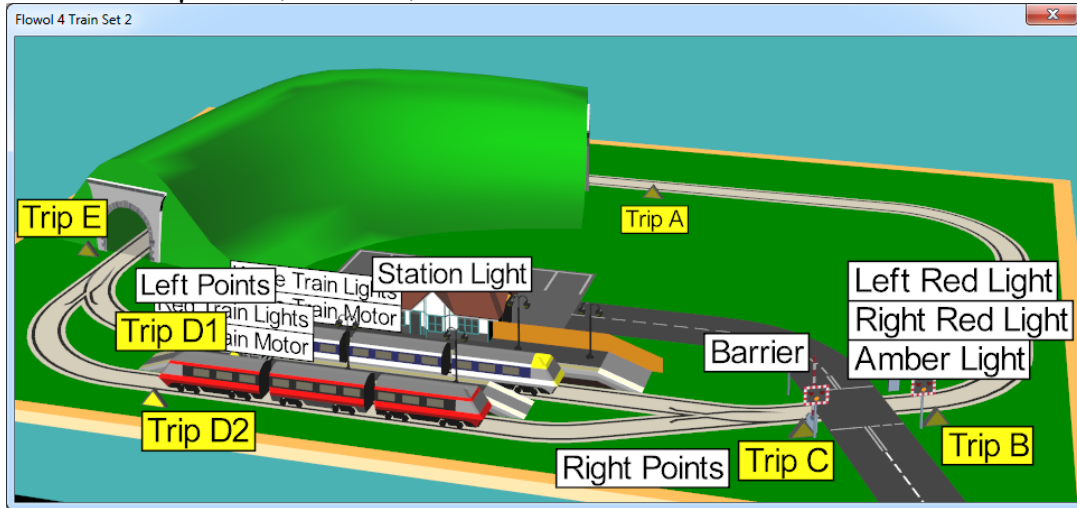 Flowol 4 Train Set 2
Trip E
Trip A
Left Points
Train Lights
Station Light
Left Red Light
Right Red Light
Amber Light
Train Lights
Train Motor
Trip D1
Train Motor
Barrier
Trip D2
Right Points
Trip C
Trip B